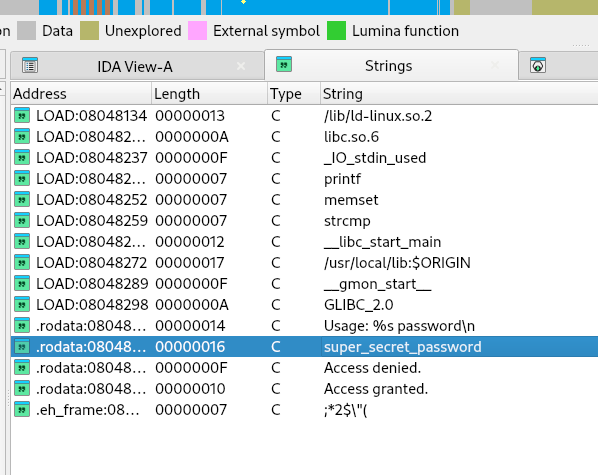 on Data Unexplored External symbol Lumina function
IDA View-A Strings
Address Length Type String
LOAD:08048134 00000013 C /lib/ld-linux.so.2
LOAD:080482... 0000000A C libc.so.6
LOAD:08048237 0000000F C _IO_stdin_used
LOAD:080482... 00000007 C printf
LOAD:08048252 00000007 C memset
LOAD:08048259 00000007 C strcmp
LOAD:080482... 00000012 C __libc_start_main
LOAD:08048272 00000017 C /usr/local/lib:$ORIGIN
LOAD:08048289 0000000F C __gmon_start__
LOAD:08048298 0000000A C GLIBC_2.0
.rodata:08048... 00000014 C Usage: %s password\n
.rodata:08048... 00000016 C super_secret_password
.rodata:08048... 0000000F C Access denied.
.rodata:08048... 00000010 C Access granted.
.eh_frame:08... 00000007 C ;*2$\"(